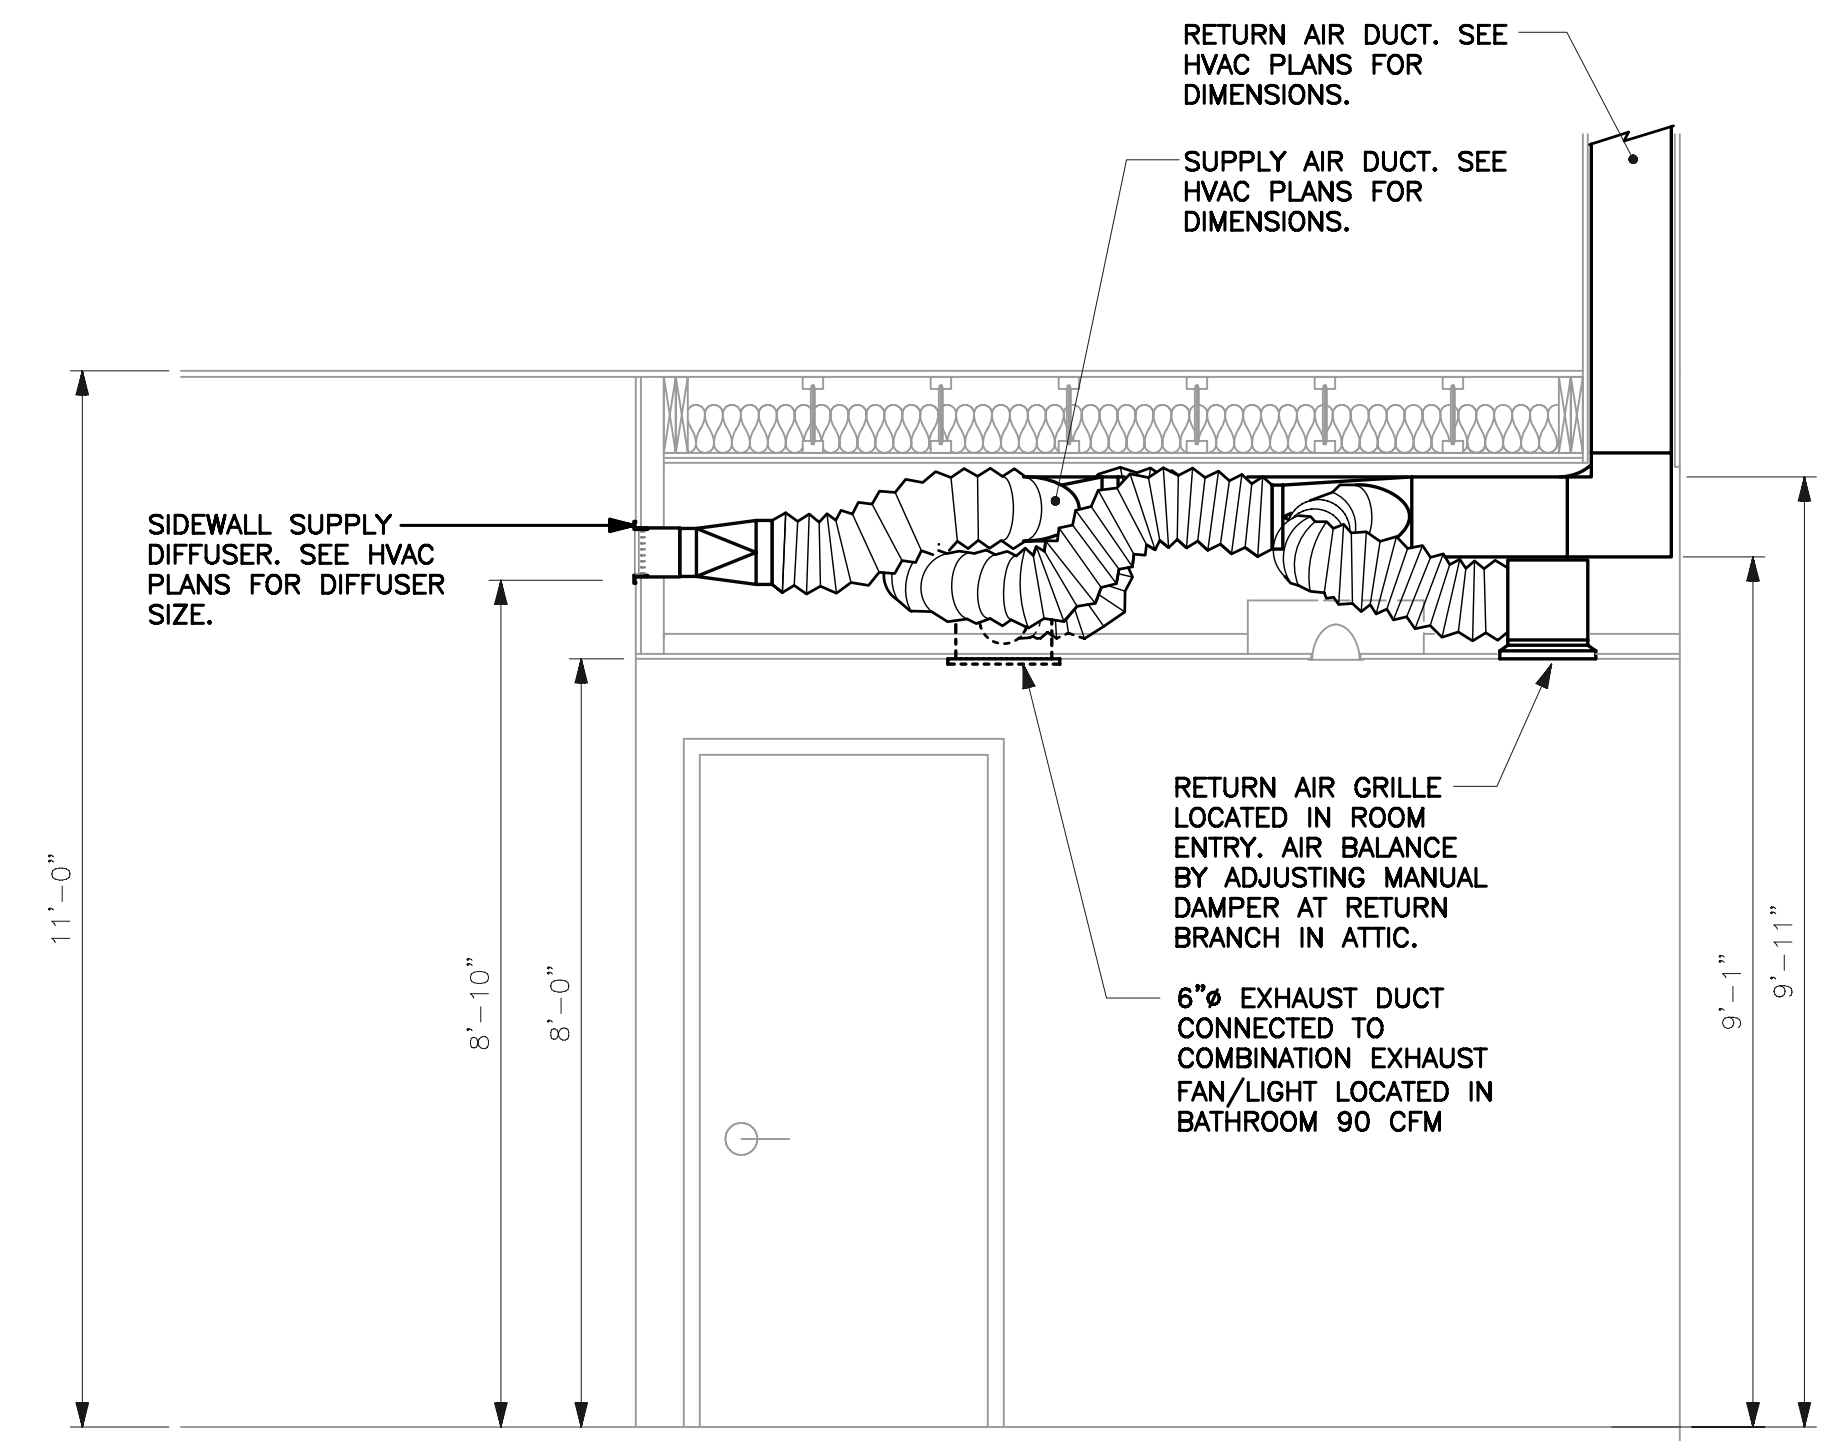 RETURN AIR DUCT. SEE
HVAC PLANS FOR
DIMENSIONS.
SUPPLY AIR DUCT. SEE
HVAC PLANS FOR
DIMENSIONS.
SIDEWALL SUPPLY
DIFFUSER. SEE HVAC
PLANS FOR DIFFUSER
SIZE.
RETURN AIR GRILLE
LOCATED IN ROOM
ENTRY. AIR BALANCE
BY ADJUSTING MANUAL
DAMPER AT RETURN
BRANCH IN ATTIC.
6"ø EXHAUST DUCT
CONNECTED TO
COMBINATION EXHAUST
FAN/LIGHT LOCATED IN
BATHROOM 90 CFM
11'-0"
8'-10"
8'-0"
9'-1"
9'-11"